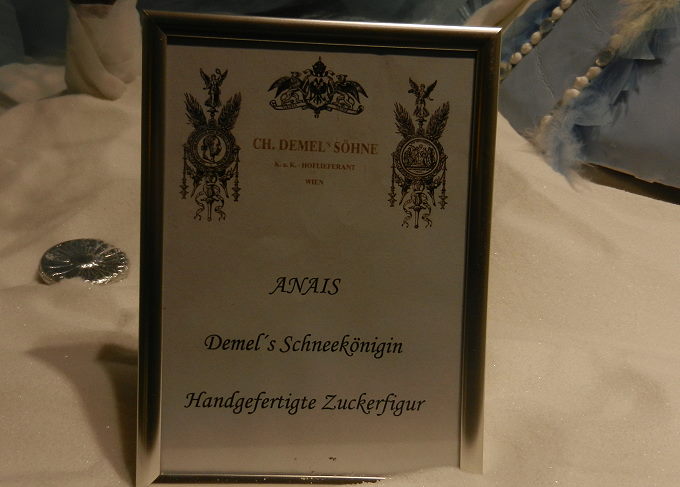 CH. DEMEL'S SÖHNE
K. u. K. HOFLIEFERANT
WIEN
ANAIS
Demel´s Schneekönigin
Handgefertigte Zuckerfigur